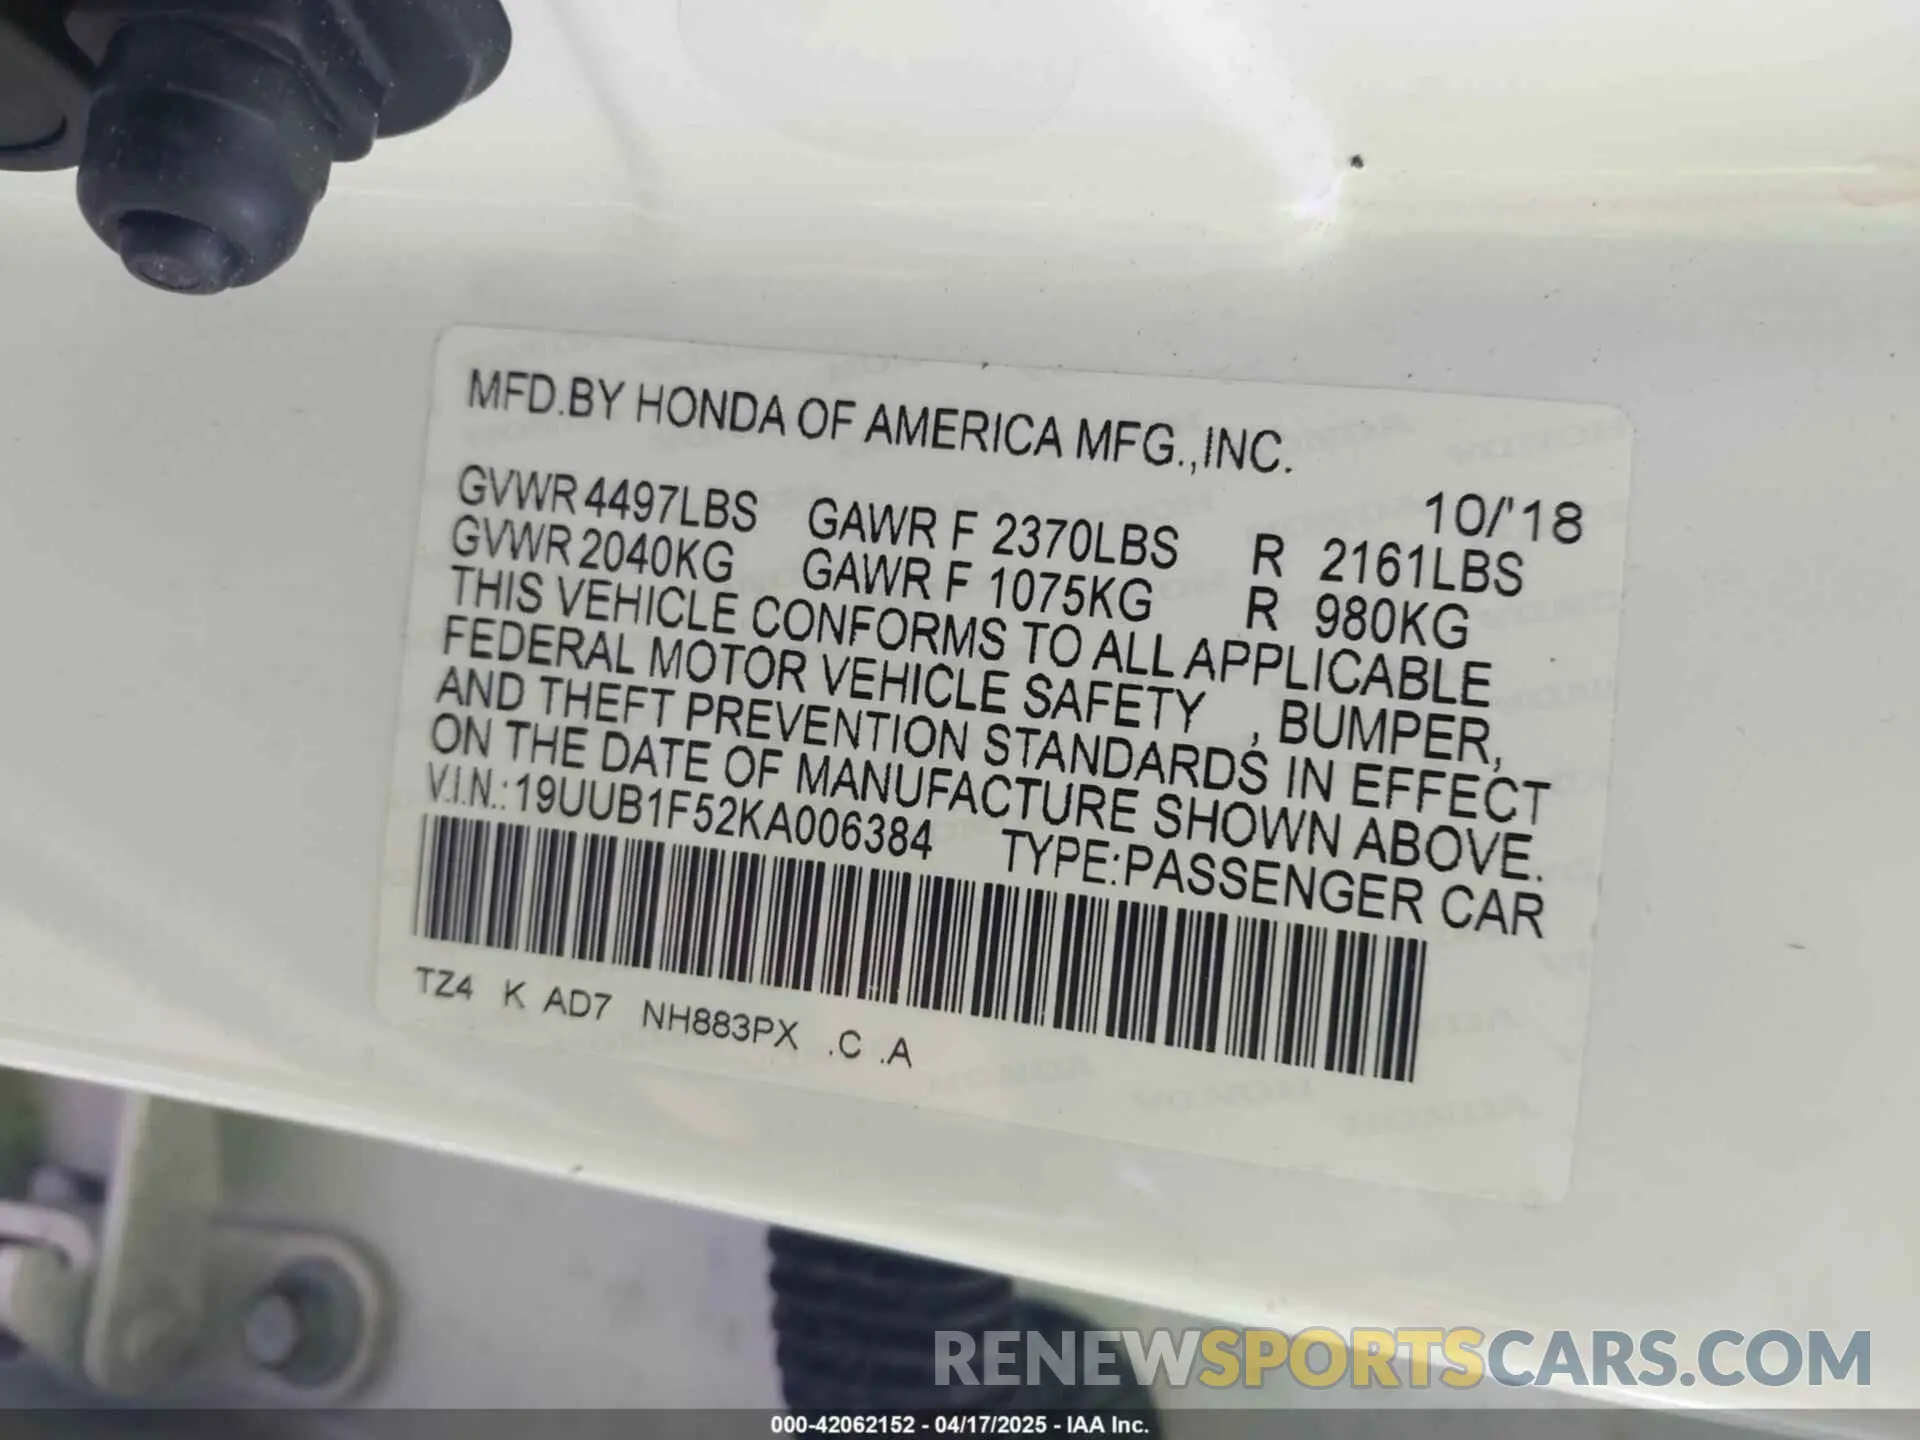 MFD.BY HONDA OF AMERICA MFG.,INC.
10/'18
GVWR 4497LBS GAWR F 2370LBS R 2161LBS
GVWR 2040KG GAWR F 1075KG R 980KG
THIS VEHICLE CONFORMS TO ALL APPLICABLE
FEDERAL MOTOR VEHICLE SAFETY , BUMPER,
AND THEFT PREVENTION STANDARDS IN EFFECT
ON THE DATE OF MANUFACTURE SHOWN ABOVE.
V.I.N.:19UUB1F52KA006384 TYPE:PASSENGER CAR
TZ4 K AD7 NH883PX .C .A
RENEWSPORTSCARS.COM
000-42062152 - 04/17/2025 - IAA Inc.